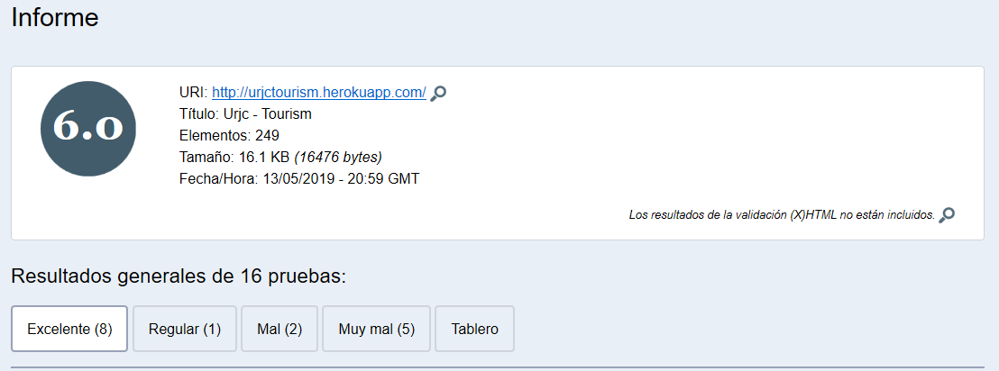 Informe
6.0
URI: http://urjctourism.herokuapp.com/
Título: Urjc - Tourism
Elementos: 249
Tamaño: 16.1 KB (16476 bytes)
Fecha/Hora: 13/05/2019 - 20:59 GMT
Los resultados de la validación (X)HTML no están incluidos.
Resultados generales de 16 pruebas:
Excelente (8) Regular (1) Mal (2) Muy mal (5) Tablero